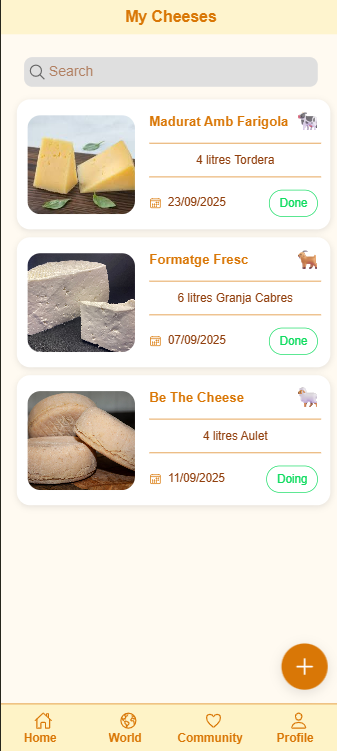 My Cheeses
Search
Madurat Amb Farigola
4 litres Tordera
23/09/2025
Done
Formatge Fresc
6 litres Granja Cabres
07/09/2025
Done
Be The Cheese
4 litres Aulet
11/09/2025
Doing
Home World Community Profile